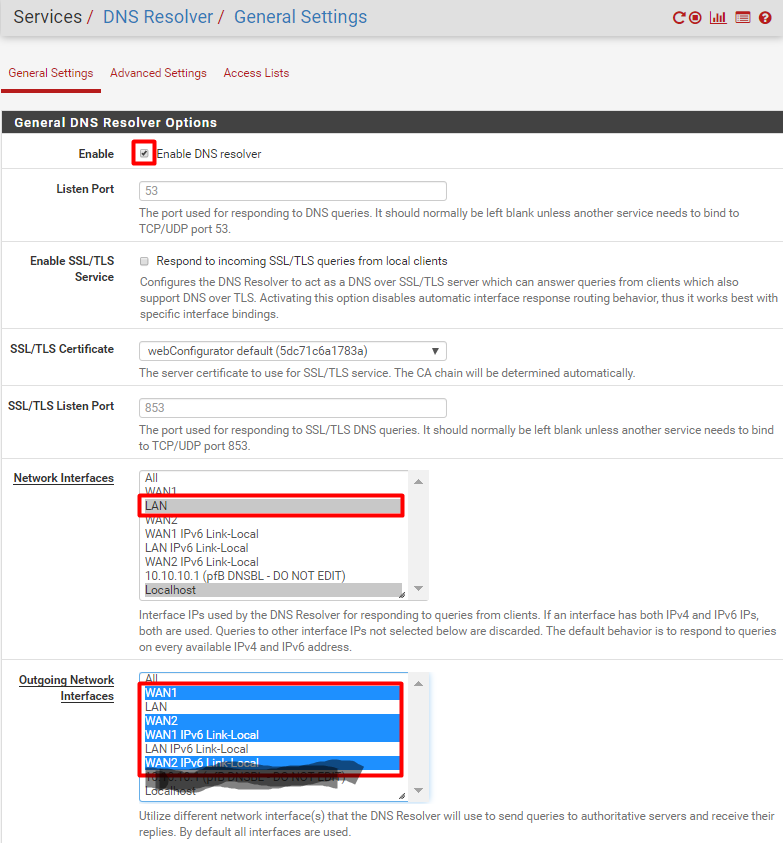 Services / DNS Resolver / General Settings
General Settings Advanced Settings Access Lists
General DNS Resolver Options
Enable Enable DNS resolver
Listen Port 53
The port used for responding to DNS queries. It should normally be left blank unless another service needs to bind to
TCP/UDP port 53.
Enable SSL/TLS Service Respond to incoming SSL/TLS queries from local clients
Configures the DNS Resolver to act as a DNS over SSL/TLS server which can answer queries from clients which also
support DNS over TLS. Activating this option disables automatic interface response routing behavior, thus it works best with
specific interface bindings.
SSL/TLS Certificate webConfigurator default (5dc71c6a1783a)
The server certificate to use for SSL/TLS service. The CA chain will be determined automatically.
SSL/TLS Listen Port 853
The port used for responding to SSL/TLS DNS queries. It should normally be left blank unless another service needs to bind
to TCP/UDP port 853.
Network Interfaces All
WAN1
LAN
WAN2
WAN1 IPv6 Link-Local
LAN IPv6 Link-Local
WAN2 IPv6 Link-Local
10.10.10.1 (pfB DNSBL - DO NOT EDIT)
Localhost
Interface IPs used by the DNS Resolver for responding to queries from clients. If an interface has both IPv4 and IPv6 IPs,
both are used. Queries to other interface IPs not selected below are discarded. The default behavior is to respond to queries
on every available IPv4 and IPv6 address.
Outgoing Network Interfaces All
WAN1
LAN
WAN2
WAN1 IPv6 Link-Local
LAN IPv6 Link-Local
WAN2 IPv6 Link-Local
10.10.10.1 (pfB DNSBL - DO NOT EDIT)
Localhost
Utilize different network interface(s) that the DNS Resolver will use to send queries to authoritative servers and receive their
replies. By default all interfaces are used.